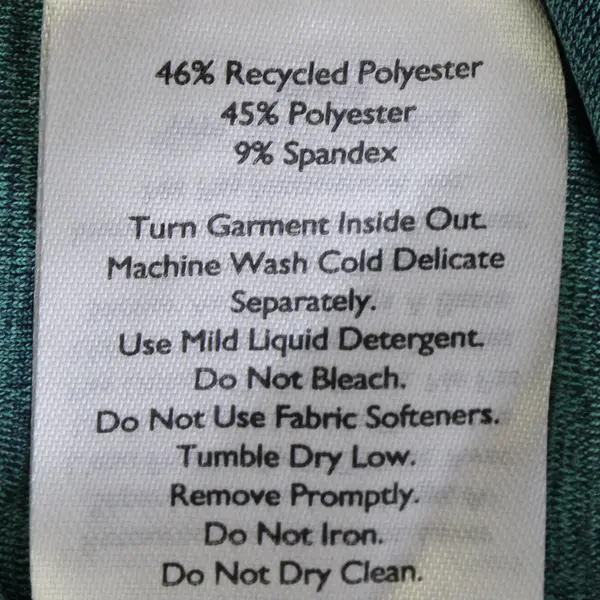 46% Recycled Polyester
45% Polyester
9% Spandex
Turn Garment Inside Out.
Machine Wash Cold Delicate
Separately.
Use Mild Liquid Detergent.
Do Not Bleach.
Do Not Use Fabric Softeners.
Tumble Dry Low.
Remove Promptly.
Do Not Iron.
Do Not Dry Clean.